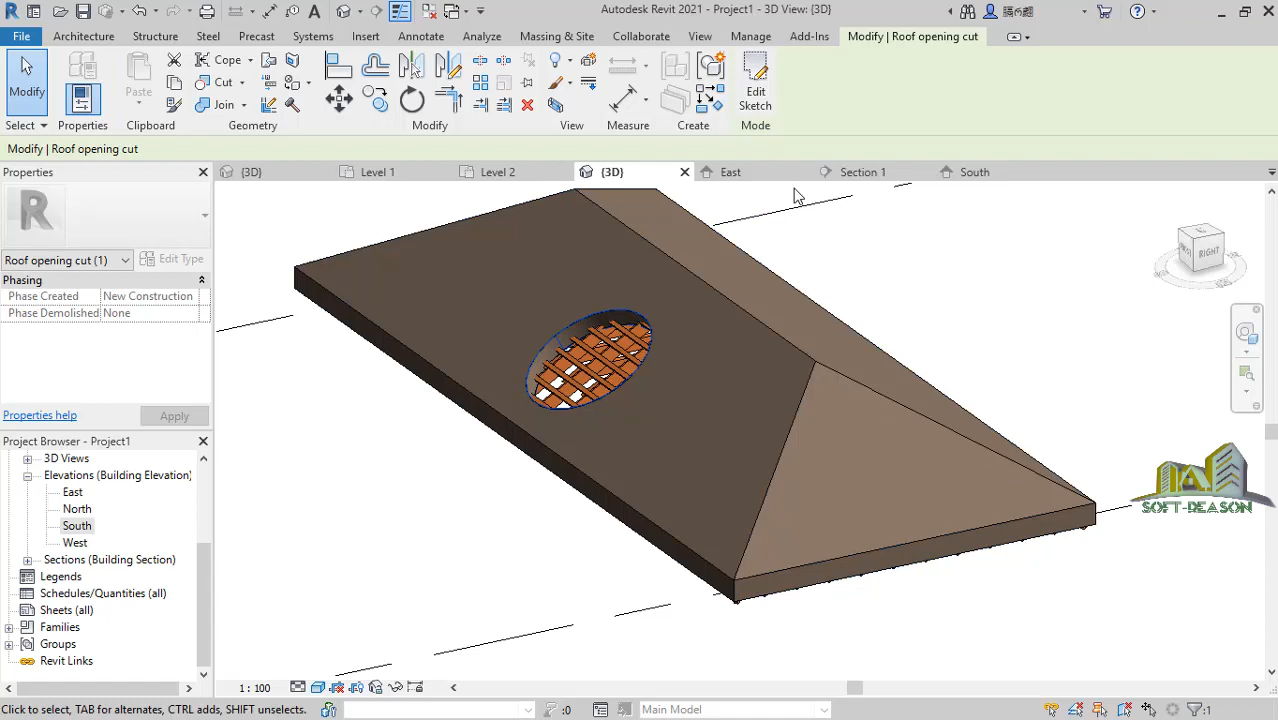 Autodesk Revit 2021 - Project1 - 3D View: {3D}
File Architecture Structure Steel Precast Systems Insert Annotate Analyze Massing & Site Collaborate View Manage Add-Ins Modify | Roof opening cut
Modify
Paste
Cope
Cut
Join
Edit
Sketch
Select Properties Clipboard Geometry Modify View Measure Create Mode
Modify | Roof opening cut
Properties
{3D} Level 1 Level 2 {3D} East Section 1 South
Roof opening cut (1) Edit Type
Phasing
Phase Created New Construction
Phase Demolished None
Properties help Apply
Project Browser - Project1
3D Views
Elevations (Building Elevation)
East
North
South
West
Sections (Building Section)
Legends
Schedules/Quantities (all)
Sheets (all)
Families
Groups
Revit Links
RIGHT
SOFT-REASON
1 : 100
Click to select, TAB for alternates, CTRL adds, SHIFT unselects. :0 Main Model :1